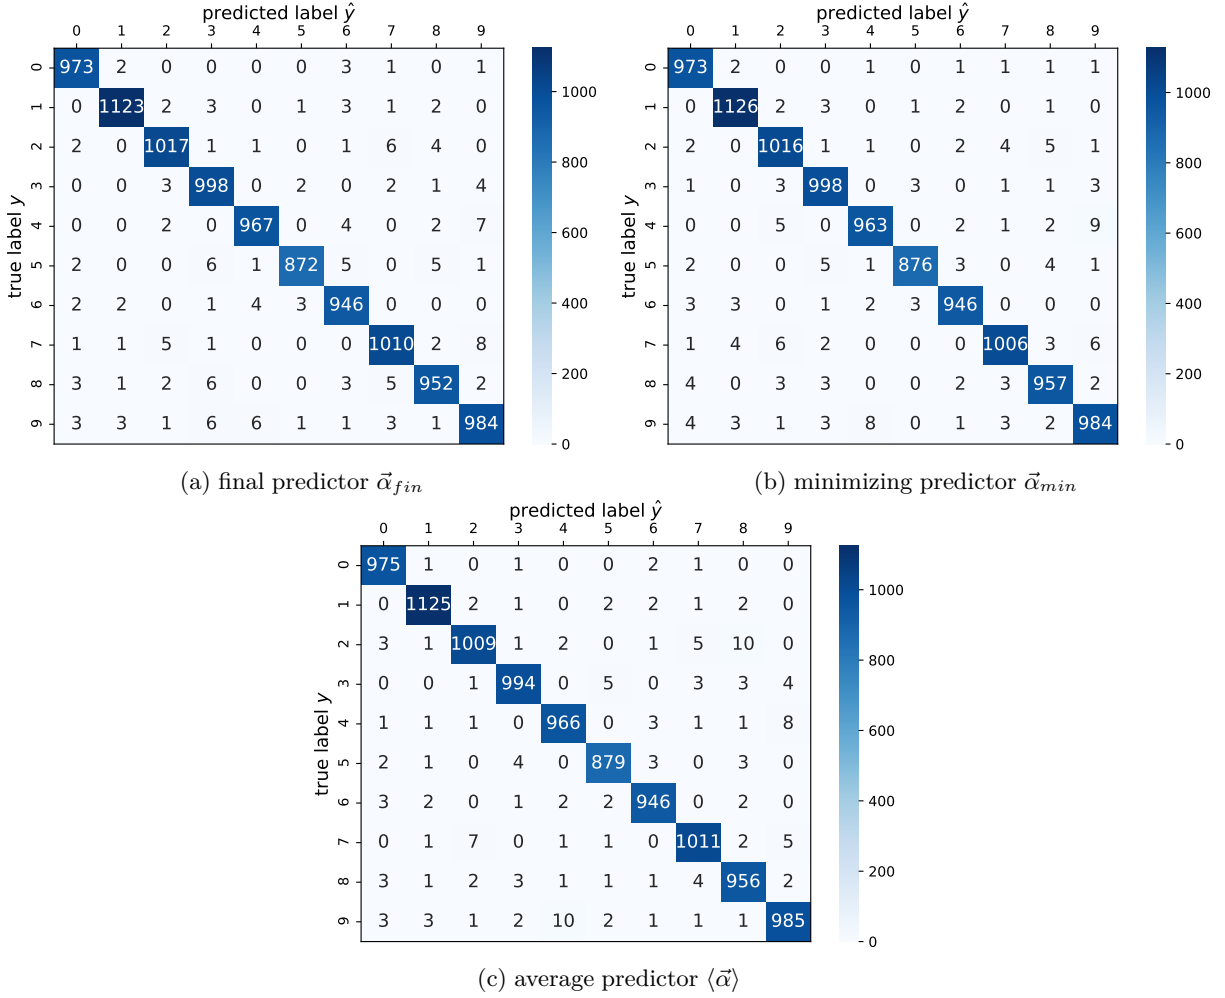 predicted label ŷ
0 1 2 3 4 5 6 7 8 9
true label y
0 973 2 0 0 0 0 3 1 0 1
1 0 1123 2 3 0 1 3 1 2 0
2 2 0 1017 1 1 0 1 6 4 0
3 0 0 3 998 0 2 0 2 1 4
4 0 0 2 0 967 0 4 0 2 7
5 2 0 0 6 1 872 5 0 5 1
6 2 2 0 1 4 3 946 0 0 0
7 1 1 5 1 0 0 0 1010 2 8
8 3 1 2 6 0 0 3 5 952 2
9 3 3 1 6 6 1 1 3 1 984
1000
800
600
400
200
0
(a) final predictor α⃗_fin
predicted label ŷ
0 1 2 3 4 5 6 7 8 9
true label y
0 973 2 0 0 1 0 1 1 1 1
1 0 1126 2 3 0 1 2 0 1 0
2 2 0 1016 1 1 0 2 4 5 1
3 1 0 3 998 0 3 0 1 1 3
4 0 0 5 0 963 0 2 1 2 9
5 2 0 0 5 1 876 3 0 4 1
6 3 3 0 1 2 3 946 0 0 0
7 1 4 6 2 0 0 0 1006 3 6
8 4 0 3 3 0 0 2 3 957 2
9 4 3 1 3 8 0 1 3 2 984
1000
800
600
400
200
0
(b) minimizing predictor α⃗_min
predicted label ŷ
0 1 2 3 4 5 6 7 8 9
true label y
0 975 1 0 1 0 0 2 1 0 0
1 0 1125 2 1 0 2 2 1 2 0
2 3 1 1009 1 2 0 1 5 10 0
3 0 0 1 994 0 5 0 3 3 4
4 1 1 1 0 966 0 3 1 1 8
5 2 1 0 4 0 879 3 0 3 0
6 3 2 0 1 2 2 946 0 2 0
7 0 1 7 0 1 1 0 1011 2 5
8 3 1 2 3 1 1 1 4 956 2
9 3 3 1 2 10 2 1 1 1 985
1000
800
600
400
200
0
(c) average predictor ⟨α⃗⟩